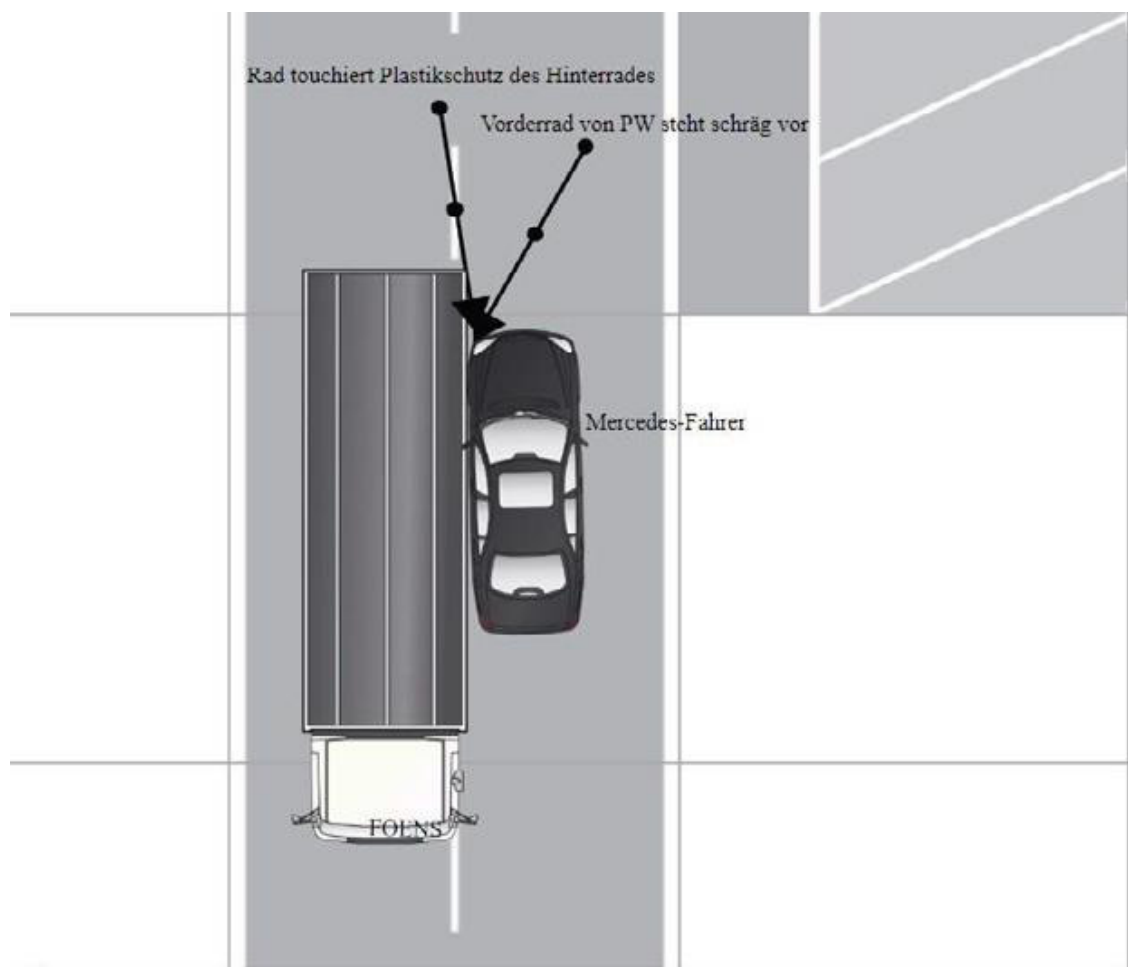 Rad touchiert Plastikschutz des Hinterrades
Vorderrad von PW steht schräg vor
Mercedes-Fahrer
FOENS